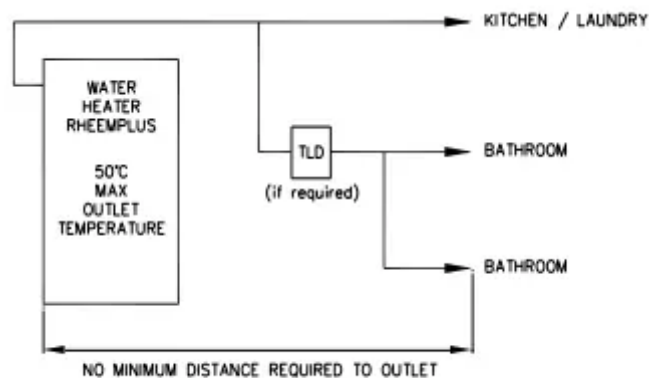 KITCHEN / LAUNDRY
WATER
HEATER
RHEEMPLUS
50°C
MAX
OUTLET
TEMPERATURE
TLD
(if required)
BATHROOM
BATHROOM
NO MINIMUM DISTANCE REQUIRED TO OUTLET